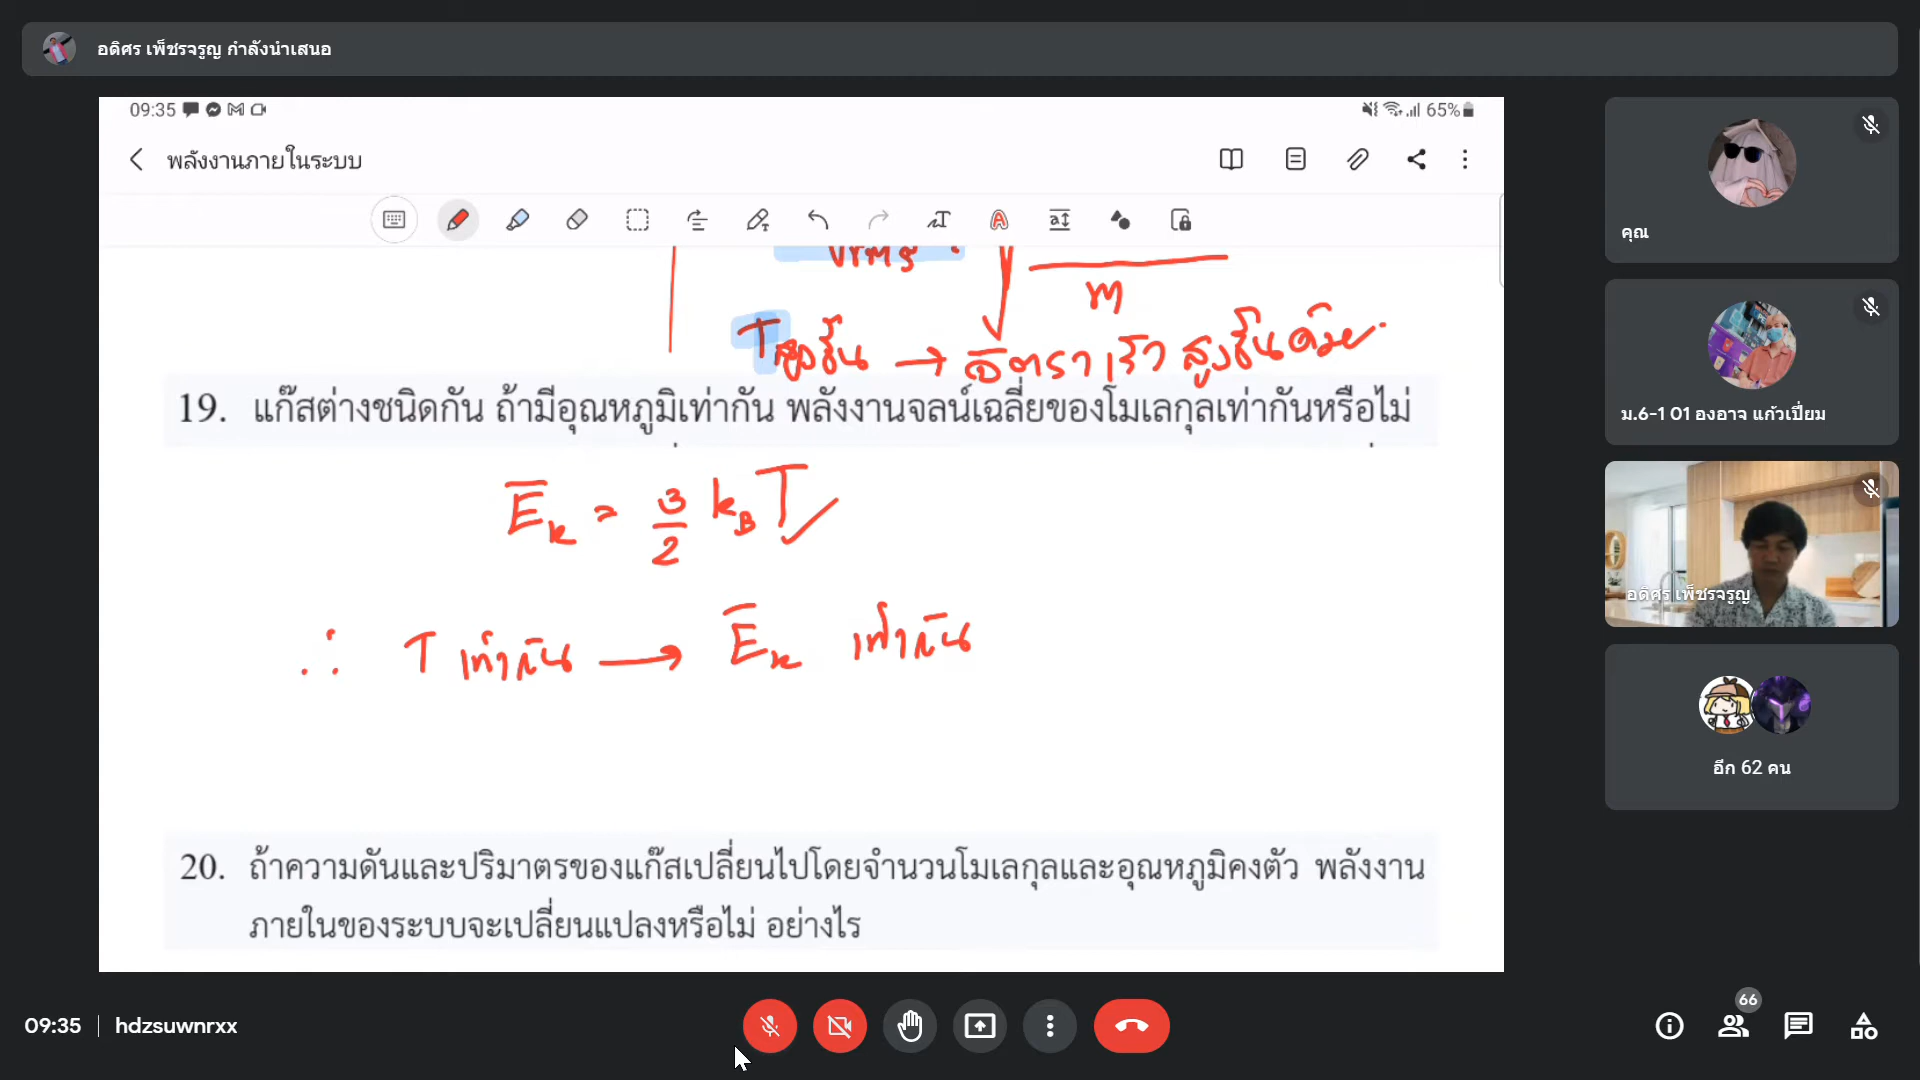 อดิศร เพ็ชรจรูญ กำลังนำเสนอ
09:35
65%
พลังงานภายในระบบ
m
T สูงขึ้น → อัตราเร็ว สูงขึ้นด้วย
19. แก๊สต่างชนิดกัน ถ้ามีอุณหภูมิเท่ากัน พลังงานจลน์เฉลี่ยของโมเลกุลเท่ากันหรือไม่
E̅k = 3/2 kB T
∴ T เท่ากัน → E̅k เท่ากัน
20. ถ้าความดันและปริมาตรของแก๊สเปลี่ยนไปโดยจำนวนโมเลกุลและอุณหภูมิคงตัว พลังงาน
ภายในของระบบจะเปลี่ยนแปลงหรือไม่ อย่างไร
คุณ
ม.6-1 01 องอาจ แก้วเปี่ยม
อดิศร เพ็ชรจรูญ
อีก 62 คน
09:35 | hdzsuwnrxx
66